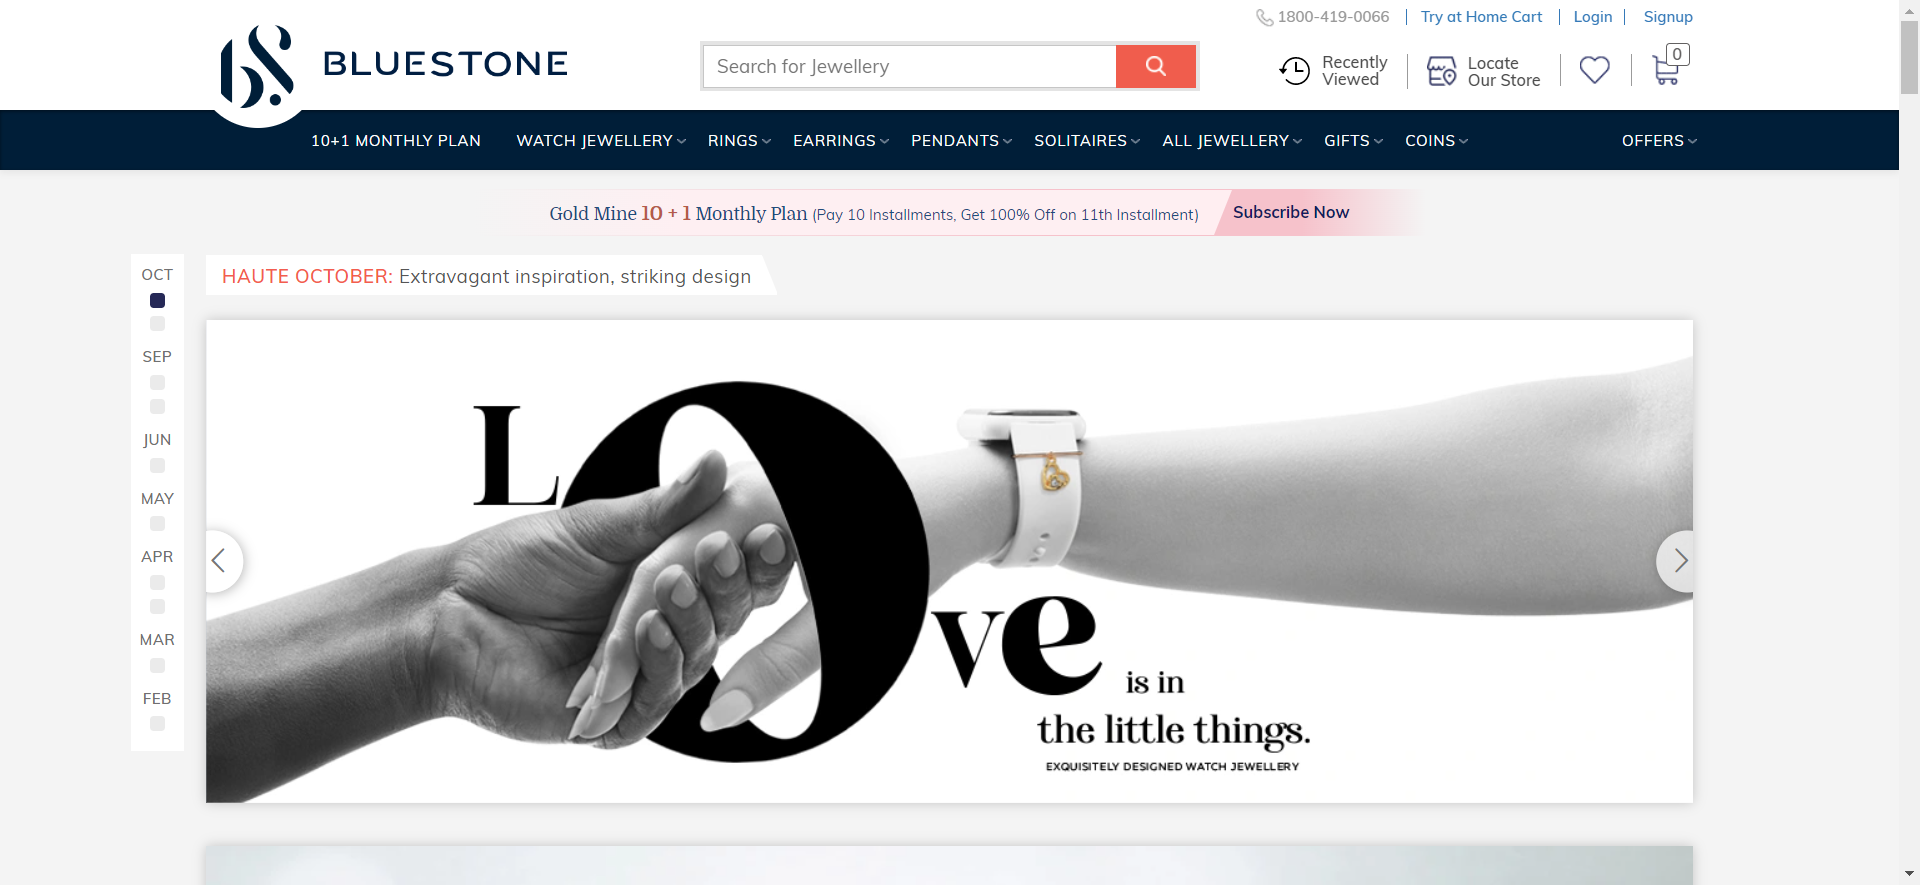 1800-419-0066
Try at Home Cart
Login
Signup
BLUESTONE
Search for Jewellery
Recently
Viewed
Locate
Our Store
0
10+1 MONTHLY PLAN
WATCH JEWELLERY
RINGS
EARRINGS
PENDANTS
SOLITAIRES
ALL JEWELLERY
GIFTS
COINS
OFFERS
Gold Mine 10 + 1 Monthly Plan (Pay 10 Installments, Get 100% Off on 11th Installment)
Subscribe Now
HAUTE OCTOBER: Extravagant inspiration, striking design
OCT
SEP
JUN
MAY
APR
MAR
FEB
LOve
is in
the little things.
EXQUISITELY DESIGNED WATCH JEWELLERY